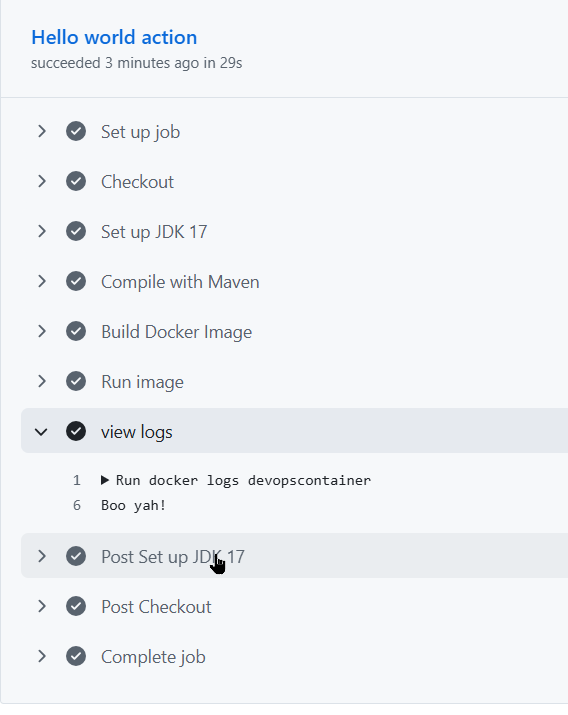 Hello world action
succeeded 3 minutes ago in 29s
Set up job
Checkout
Set up JDK 17
Compile with Maven
Build Docker Image
Run image
view logs
1 ▶ Run docker logs devopscontainer
6 Boo yah!
Post Set up JDK 17
Post Checkout
Complete job